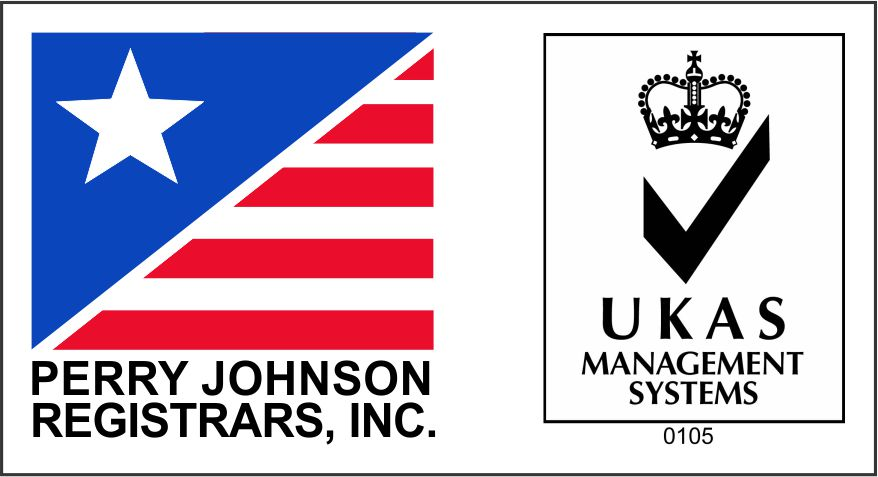 PERRY JOHNSON
REGISTRARS, INC.
UKAS
MANAGEMENT
SYSTEMS
0105